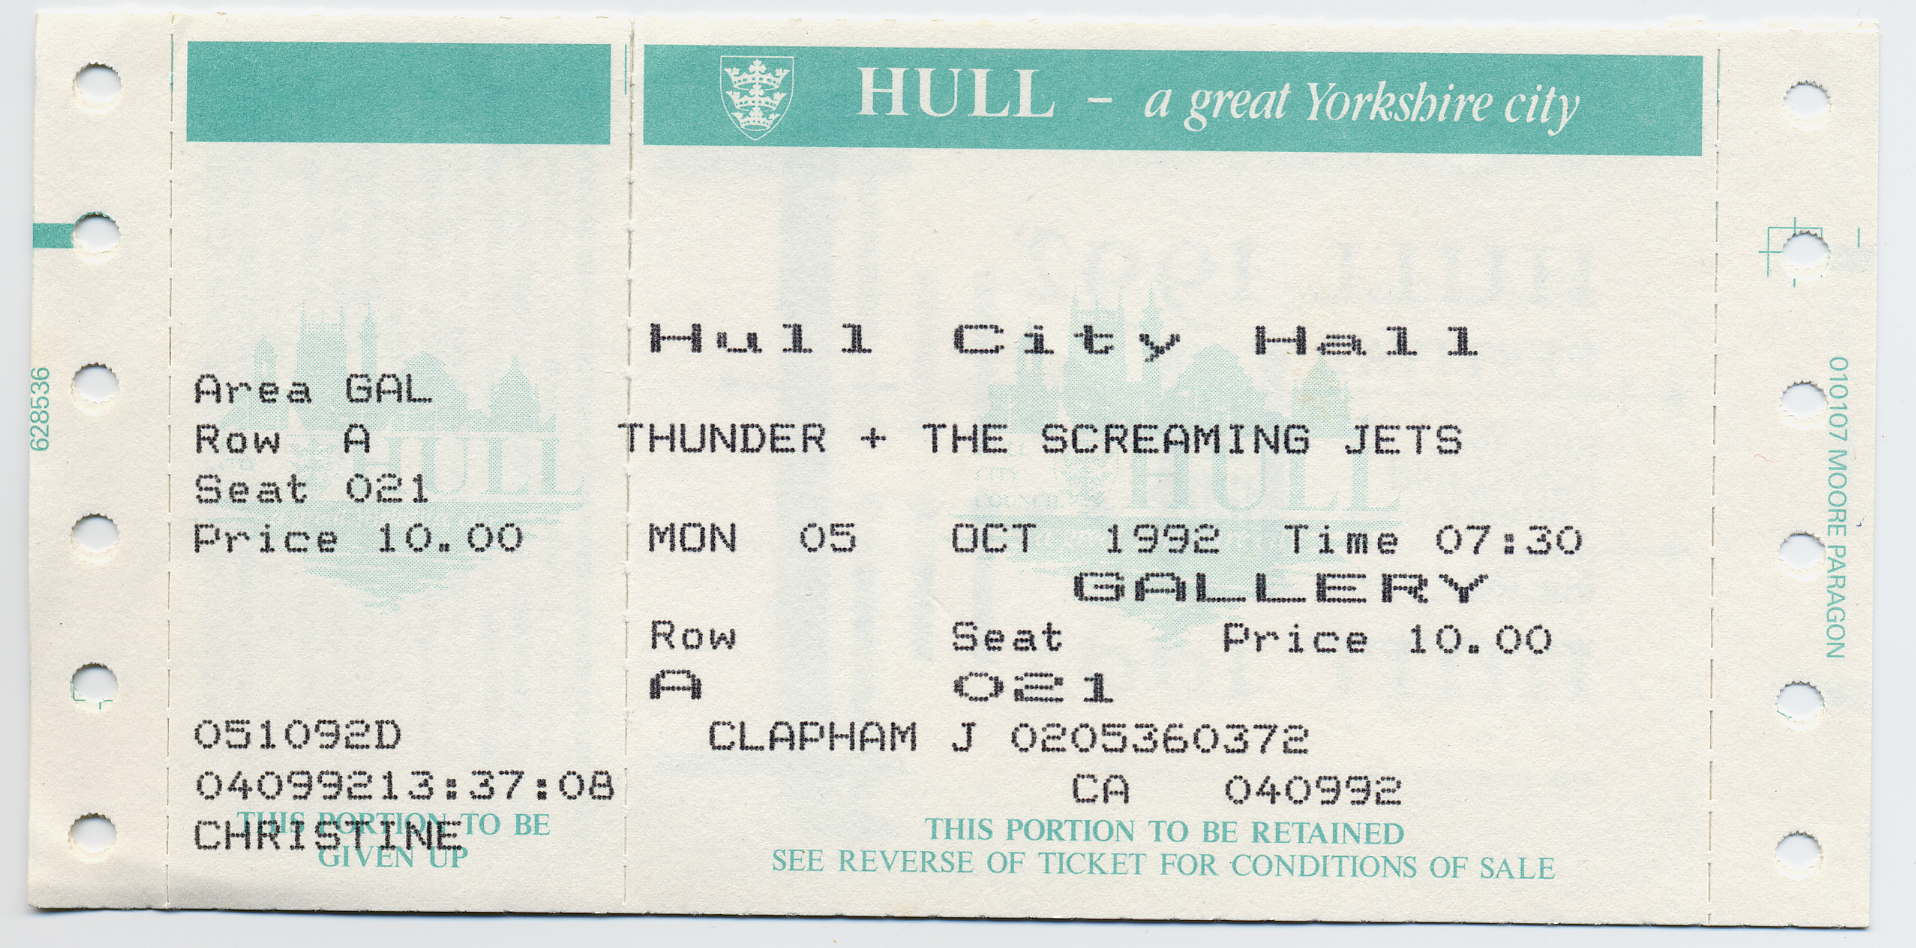 HULL – a great Yorkshire city
628536
Area GAL
Row A
Seat 021
Price 10.00
051092D
04099213:37:08
CHRISTINE
THIS PORTION TO BE
GIVEN UP
Hull City Hall
THUNDER + THE SCREAMING JETS
MON 05 OCT 1992 Time 07:30
GALLERY
Row Seat Price 10.00
A 021
CLAPHAM J 0205360372
CA 040992
THIS PORTION TO BE RETAINED
SEE REVERSE OF TICKET FOR CONDITIONS OF SALE
010107 MOORE PARAGON
HULL
HULL